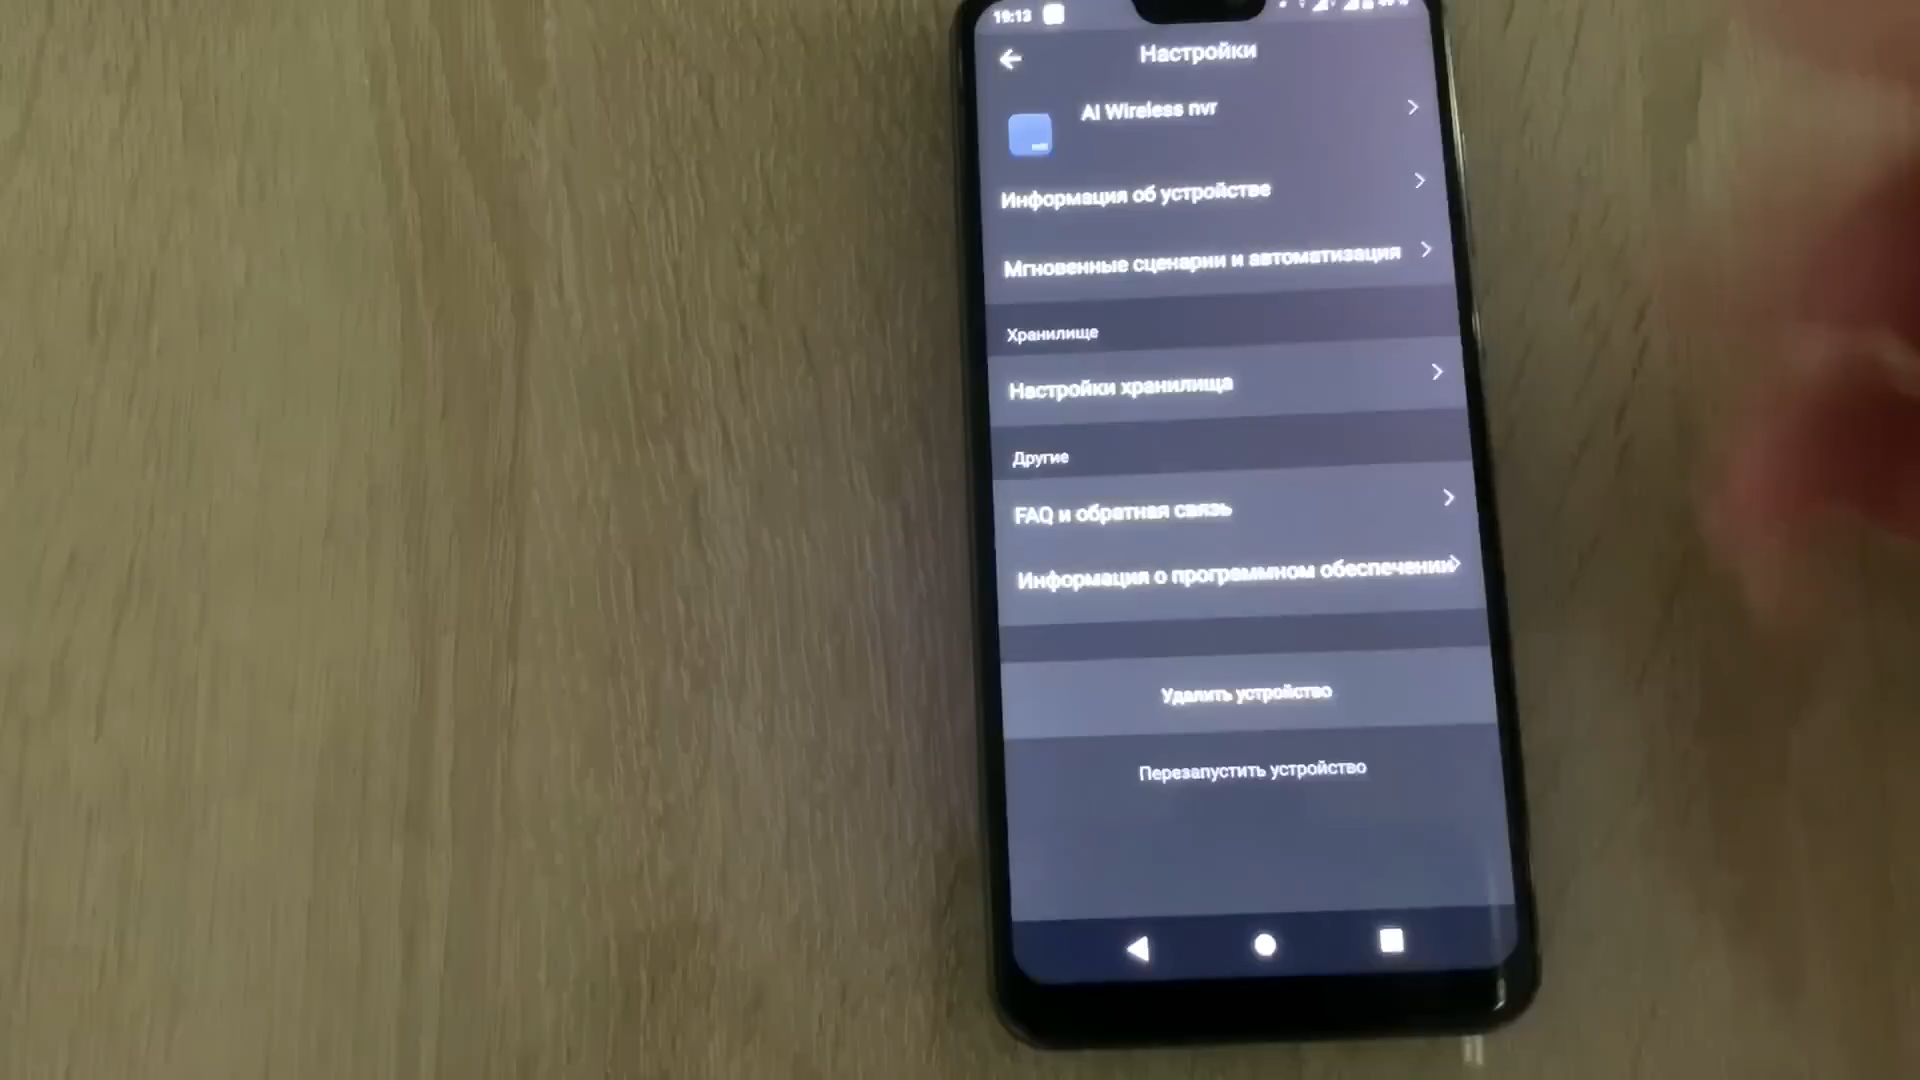 19:13
Настройки
AI Wireless nvr
Информация об устройстве
Мгновенные сценарии и автоматизация
Хранилище
Настройки хранилища
Другие
FAQ и обратная связь
Информация о программном обеспечении
Удалить устройство
Перезапустить устройство